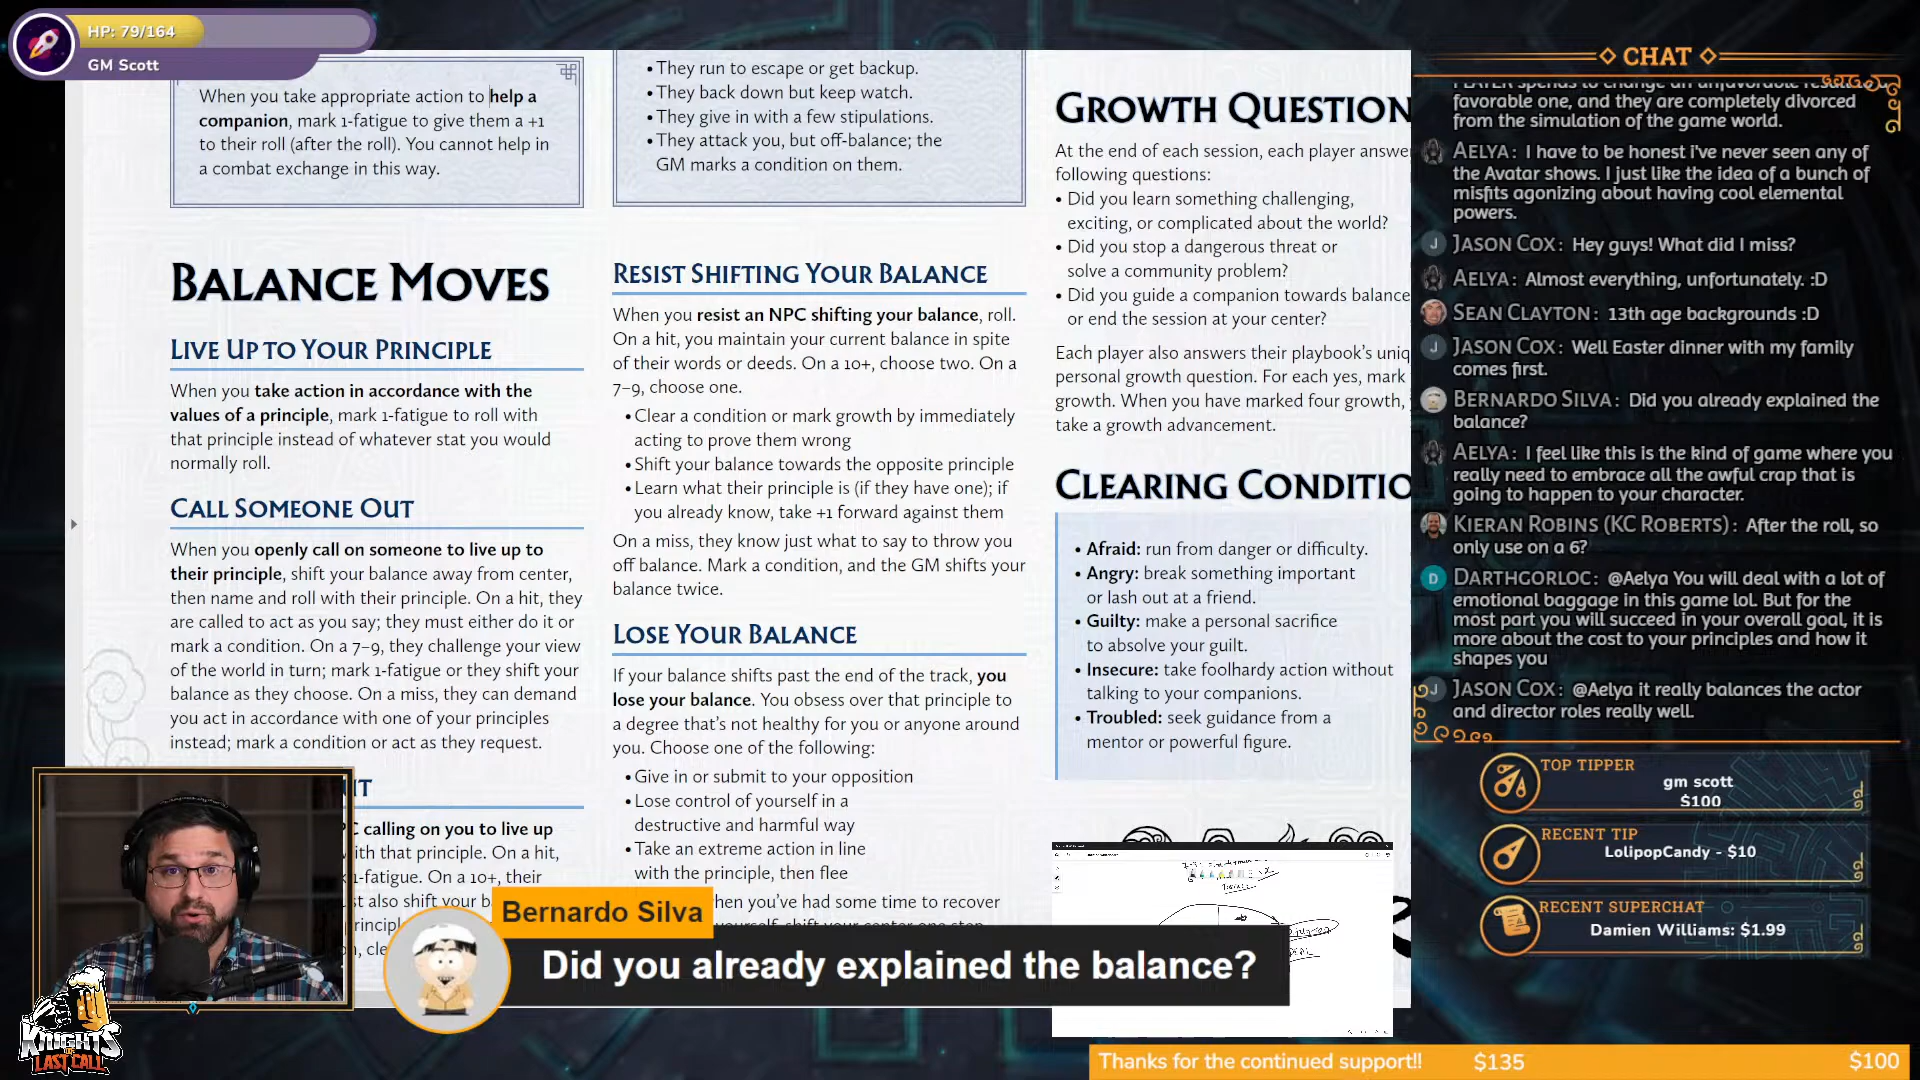 HP: 79/164
GM Scott
When you take appropriate action to help a
companion, mark 1-fatigue to give them a +1
to their roll (after the roll). You cannot help in
a combat exchange in this way.
BALANCE MOVES
LIVE UP TO YOUR PRINCIPLE
When you take action in accordance with the
values of a principle, mark 1-fatigue to roll with
that principle instead of whatever stat you would
normally roll.
CALL SOMEONE OUT
When you openly call on someone to live up to
their principle, shift your balance away from center,
then name and roll with their principle. On a hit, they
are called to act as you say; they must either do it or
mark a condition. On a 7–9, they challenge your view
of the world in turn; mark 1-fatigue or they shift your
balance as they choose. On a miss, they can demand
you act in accordance with one of your principles
instead; mark a condition or act as they request.
calling on you to live up
with that principle. On a hit,
1-fatigue. On a 10+, their
also shift your
• They run to escape or get backup.
• They back down but keep watch.
• They give in with a few stipulations.
• They attack you, but off-balance; the
GM marks a condition on them.
RESIST SHIFTING YOUR BALANCE
When you resist an NPC shifting your balance, roll.
On a hit, you maintain your current balance in spite
of their words or deeds. On a 10+, choose two. On a
7–9, choose one.
• Clear a condition or mark growth by immediately
acting to prove them wrong
• Shift your balance towards the opposite principle
• Learn what their principle is (if they have one); if
you already know, take +1 forward against them
On a miss, they know just what to say to throw you
off balance. Mark a condition, and the GM shifts your
balance twice.
LOSE YOUR BALANCE
If your balance shifts past the end of the track, you
lose your balance. You obsess over that principle to
a degree that's not healthy for you or anyone around
you. Choose one of the following:
• Give in or submit to your opposition
• Lose control of yourself in a
destructive and harmful way
• Take an extreme action in line
with the principle, then flee
you've had some time to recover
GROWTH QUESTION
At the end of each session, each player
following questions:
• Did you learn something challenging,
exciting, or complicated about the world?
• Did you stop a dangerous threat or
solve a community problem?
• Did you guide a companion towards balance
or end the session at your center?
Each player also answers their playbook's
personal growth question. For each yes, mark
growth. When you have marked four growth,
take a growth advancement.
CLEARING
• Afraid: run from danger or difficulty.
• Angry: break something important
or lash out at a friend.
• Guilty: make a personal sacrifice
to absolve your guilt.
• Insecure: take foolhardy action without
talking to your companions.
• Troubled: seek guidance from a
mentor or powerful figure.
CHAT
favorable one, and they are completely divorced
from the simulation of the game world.
AELYA: I have to be honest i've never seen any of
the Avatar shows. I just like the idea of a bunch of
misfits agonizing about having cool elemental
powers.
J JASON COX: Hey guys! What did I miss?
AELYA: Almost everything, unfortunately. :D
SEAN CLAYTON: 13th age backgrounds :D
J JASON COX: Well Easter dinner with my family
comes first.
BERNARDO SILVA: Did you already explained the
balance?
AELYA: I feel like this is the kind of game where you
really need to embrace all the awful crap that is
going to happen to your character.
KIERAN ROBINS (KC ROBERTS): After the roll, so
only use on a 6?
D DARTHGORLOC: @Aelya You will deal with a lot of
emotional baggage in this game lol. But for the
most part you will succeed in your overall goal, it is
more about the cost to your principles and how it
shapes you
J JASON COX: @Aelya it really balances the actor
and director roles really well.
TOP TIPPER
gm scott
$100
RECENT TIP
LolipopCandy - $10
RECENT SUPERCHAT
Damien Williams: $1.99
Bernardo Silva
Did you already explained the balance?
KNIGHTS
OF
LAST CALL
Thanks for the continued support!! $135 $100